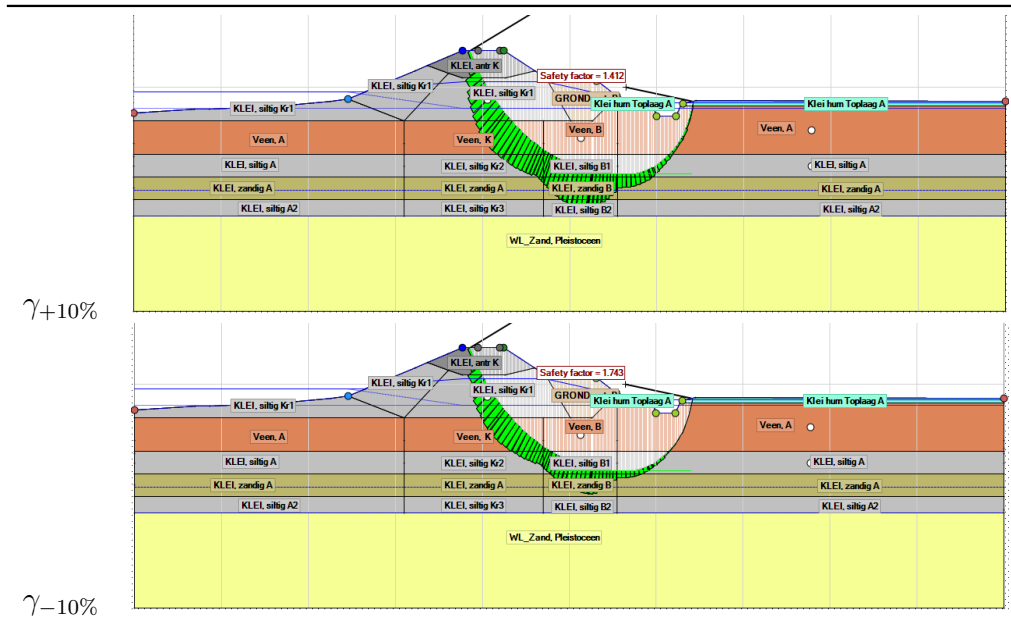 KLEI, antr K
Safety factor = 1.412
KLEI, siltig Kr1
KLEI, siltig Kr1
GROND
Klei hum Toplaag A
Klei hum Toplaag A
KLEI, siltig Kr1
Veen, A
Veen, K
Veen, B
Veen, A
KLEI, siltig A
KLEI, siltig Kr2
KLEI, siltig B1
KLEI, siltig A
KLEI, zandig A
KLEI, zandig A
KLEI, zandig B
KLEI, zandig A
KLEI, siltig A2
KLEI, siltig Kr3
KLEI, siltig B2
KLEI, siltig A2
WL_Zand, Pleistoceen
γ+10%
KLEI, antr K
Safety factor = 1.743
KLEI, siltig Kr1
KLEI, siltig Kr1
GROND
Klei hum Toplaag A
Klei hum Toplaag A
KLEI, siltig Kr1
Veen, A
Veen, K
Veen, B
Veen, A
KLEI, siltig A
KLEI, siltig Kr2
KLEI, siltig B1
KLEI, siltig A
KLEI, zandig A
KLEI, zandig A
KLEI, zandig B
KLEI, zandig A
KLEI, siltig A2
KLEI, siltig Kr3
KLEI, siltig B2
KLEI, siltig A2
WL_Zand, Pleistoceen
γ−10%